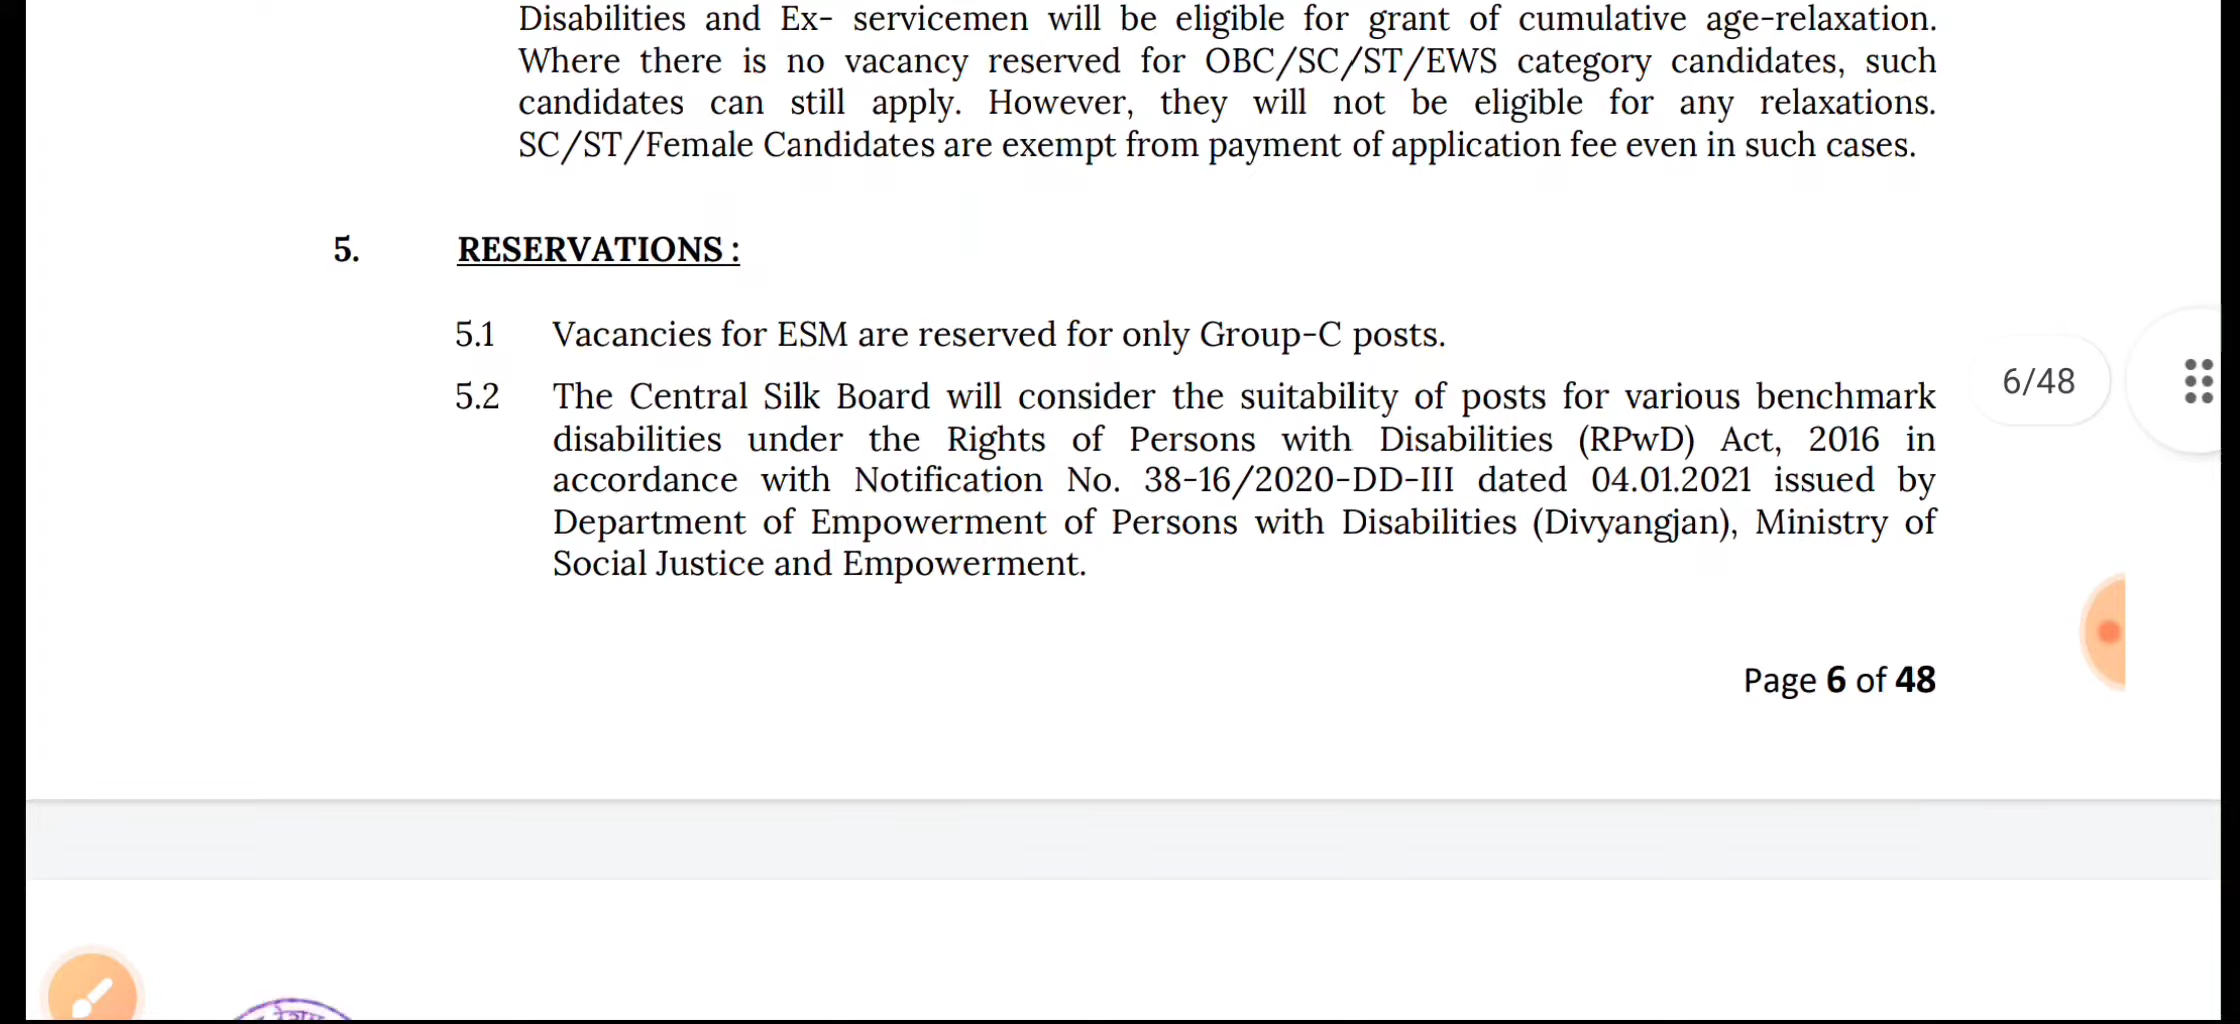 Disabilities and Ex- servicemen will be eligible for grant of cumulative age-relaxation.
Where there is no vacancy reserved for OBC/SC/ST/EWS category candidates, such
candidates can still apply. However, they will not be eligible for any relaxations.
SC/ST/Female Candidates are exempt from payment of application fee even in such cases.
5. RESERVATIONS :
5.1 Vacancies for ESM are reserved for only Group-C posts.
6/48
5.2 The Central Silk Board will consider the suitability of posts for various benchmark
disabilities under the Rights of Persons with Disabilities (RPwD) Act, 2016 in
accordance with Notification No. 38-16/2020-DD-III dated 04.01.2021 issued by
Department of Empowerment of Persons with Disabilities (Divyangjan), Ministry of
Social Justice and Empowerment.
Page 6 of 48